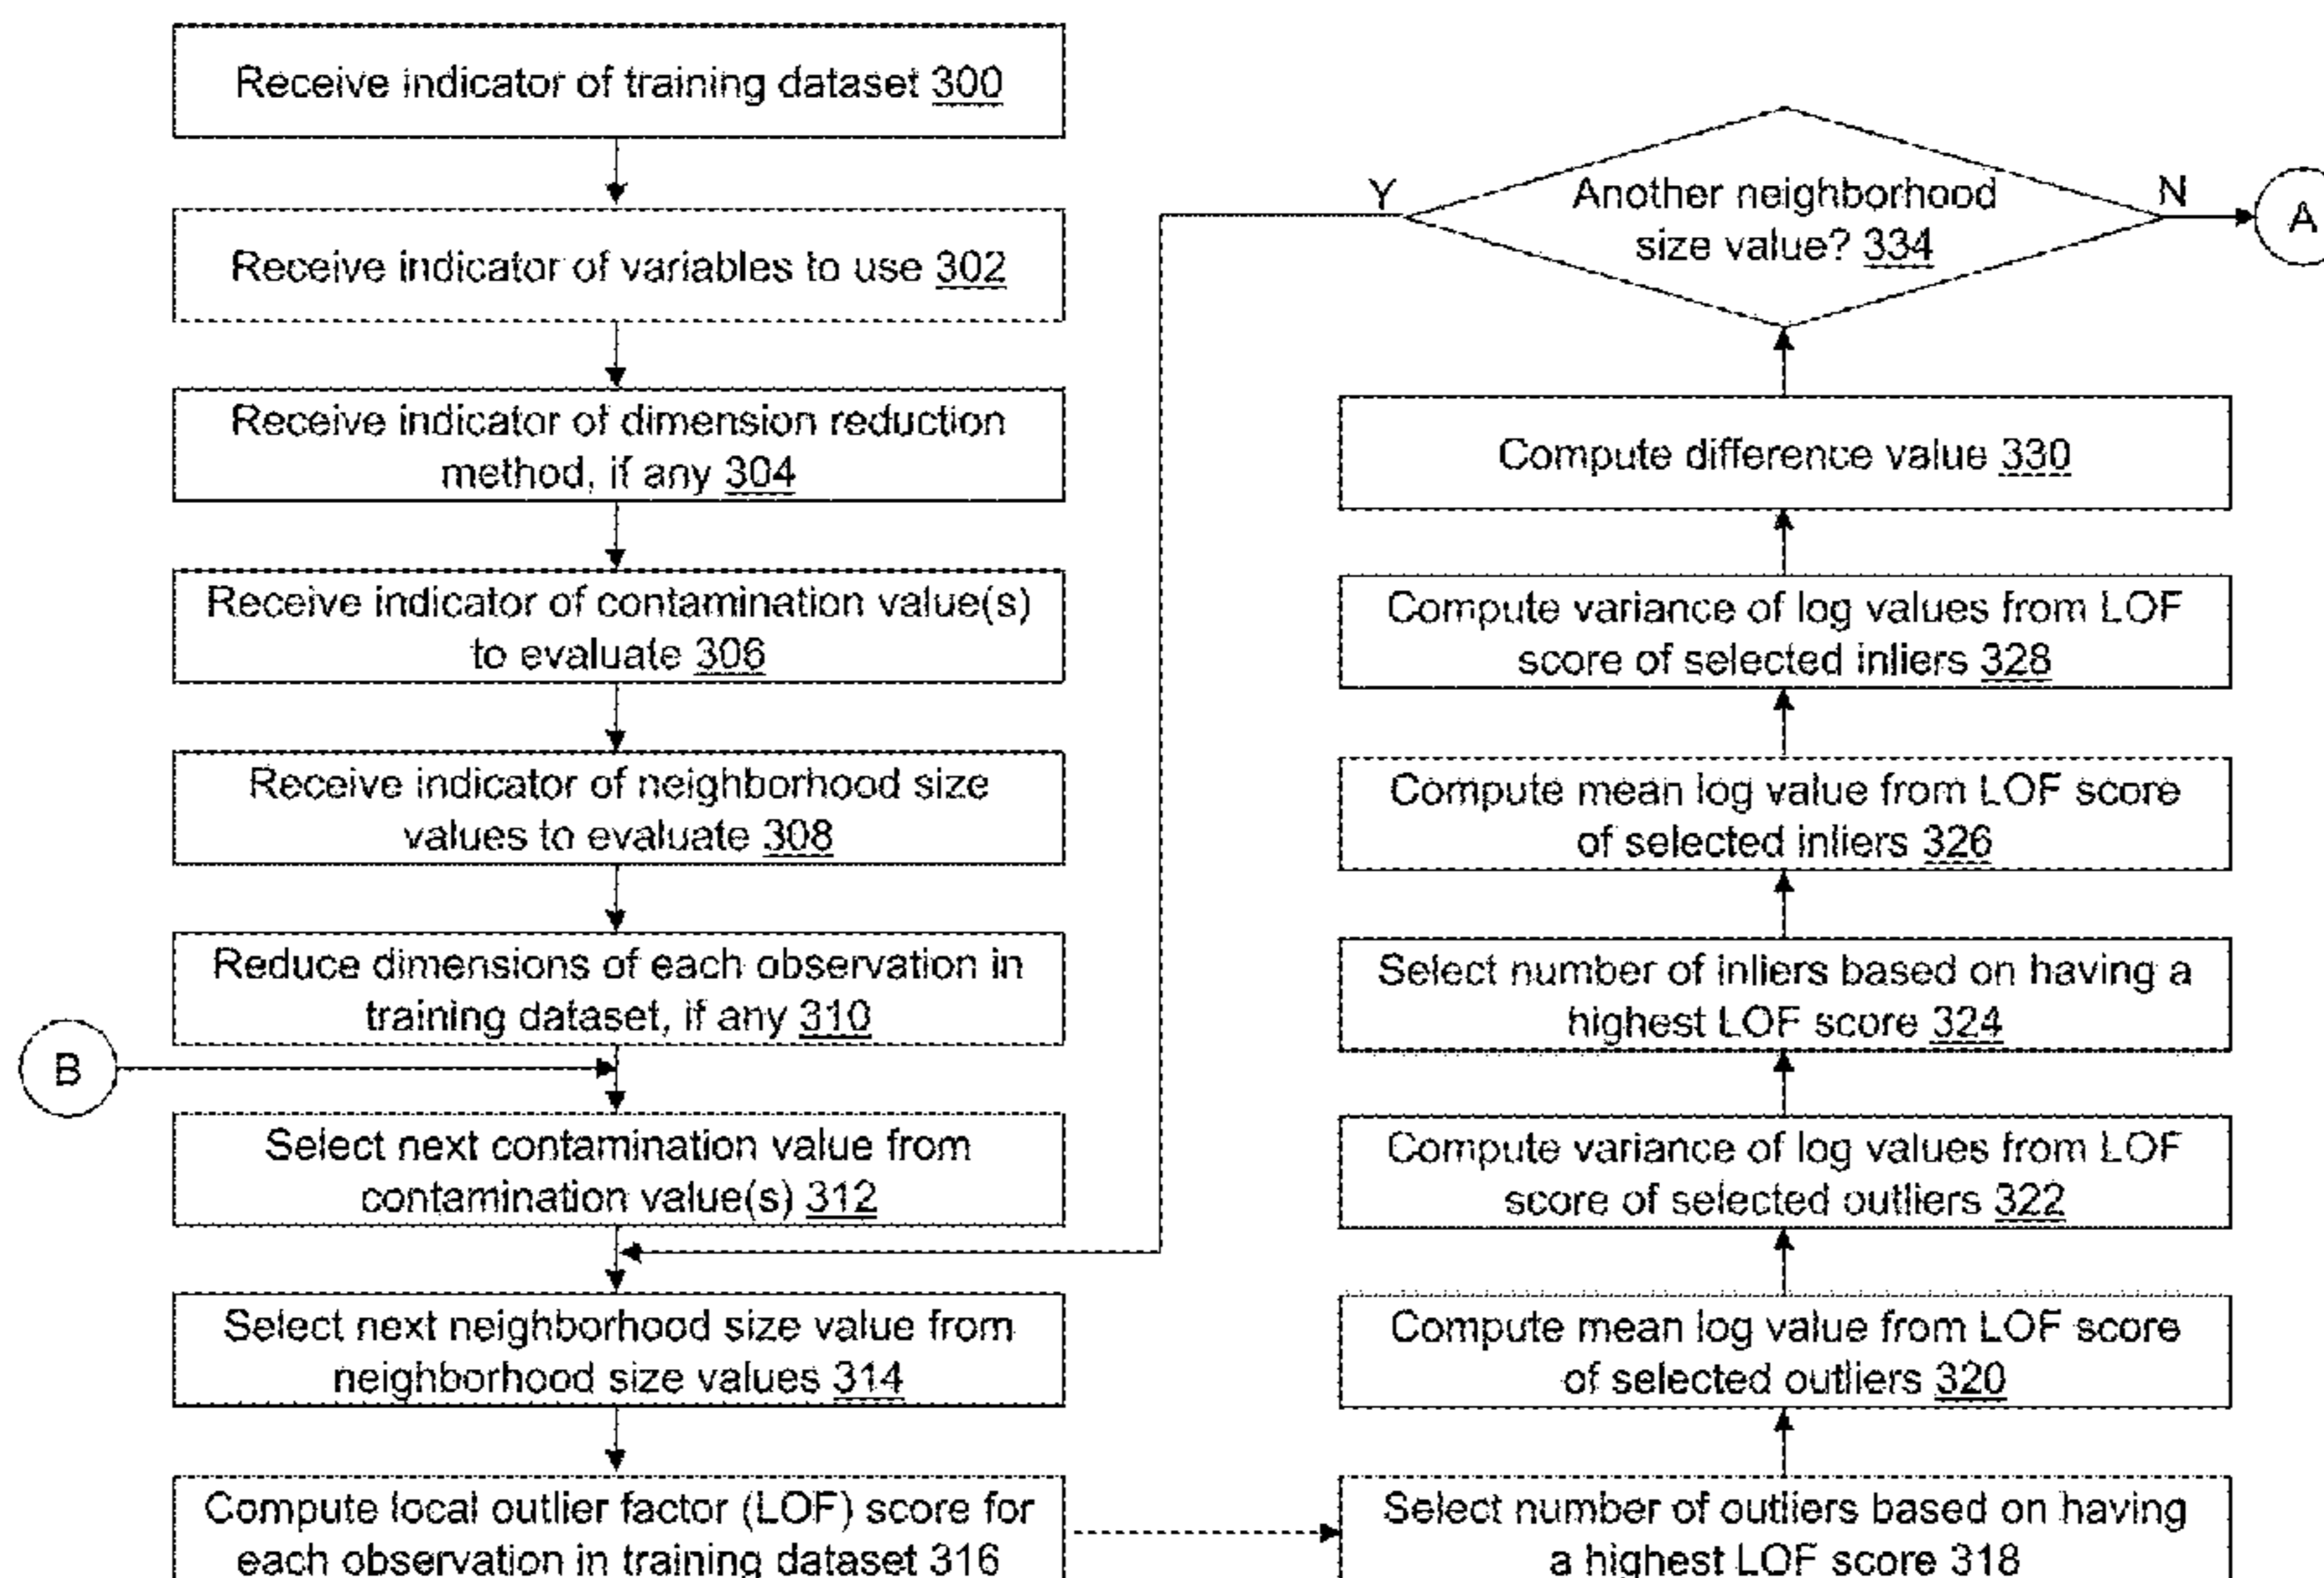 Receive indicator of training dataset 300
Receive indicator of variables to use 302
Receive indicator of dimension reduction
method, if any 304
Receive indicator of contamination value(s)
to evaluate 306
Receive indicator of neighborhood size
values to evaluate 308
Reduce dimensions of each observation in
training dataset, if any 310
B
Select next contamination value from
contamination value(s) 312
Select next neighborhood size value from
neighborhood size values 314
Compute local outlier factor (LOF) score for
each observation in training dataset 316
Y
Another neighborhood
size value? 334
N
A
Compute difference value 330
Compute variance of log values from LOF
score of selected inliers 328
Compute mean log value from LOF score
of selected inliers 326
Select number of inliers based on having a
highest LOF score 324
Compute variance of log values from LOF
score of selected outliers 322
Compute mean log value from LOF score
of selected outliers 320
Select number of outliers based on having
a highest LOF score 318